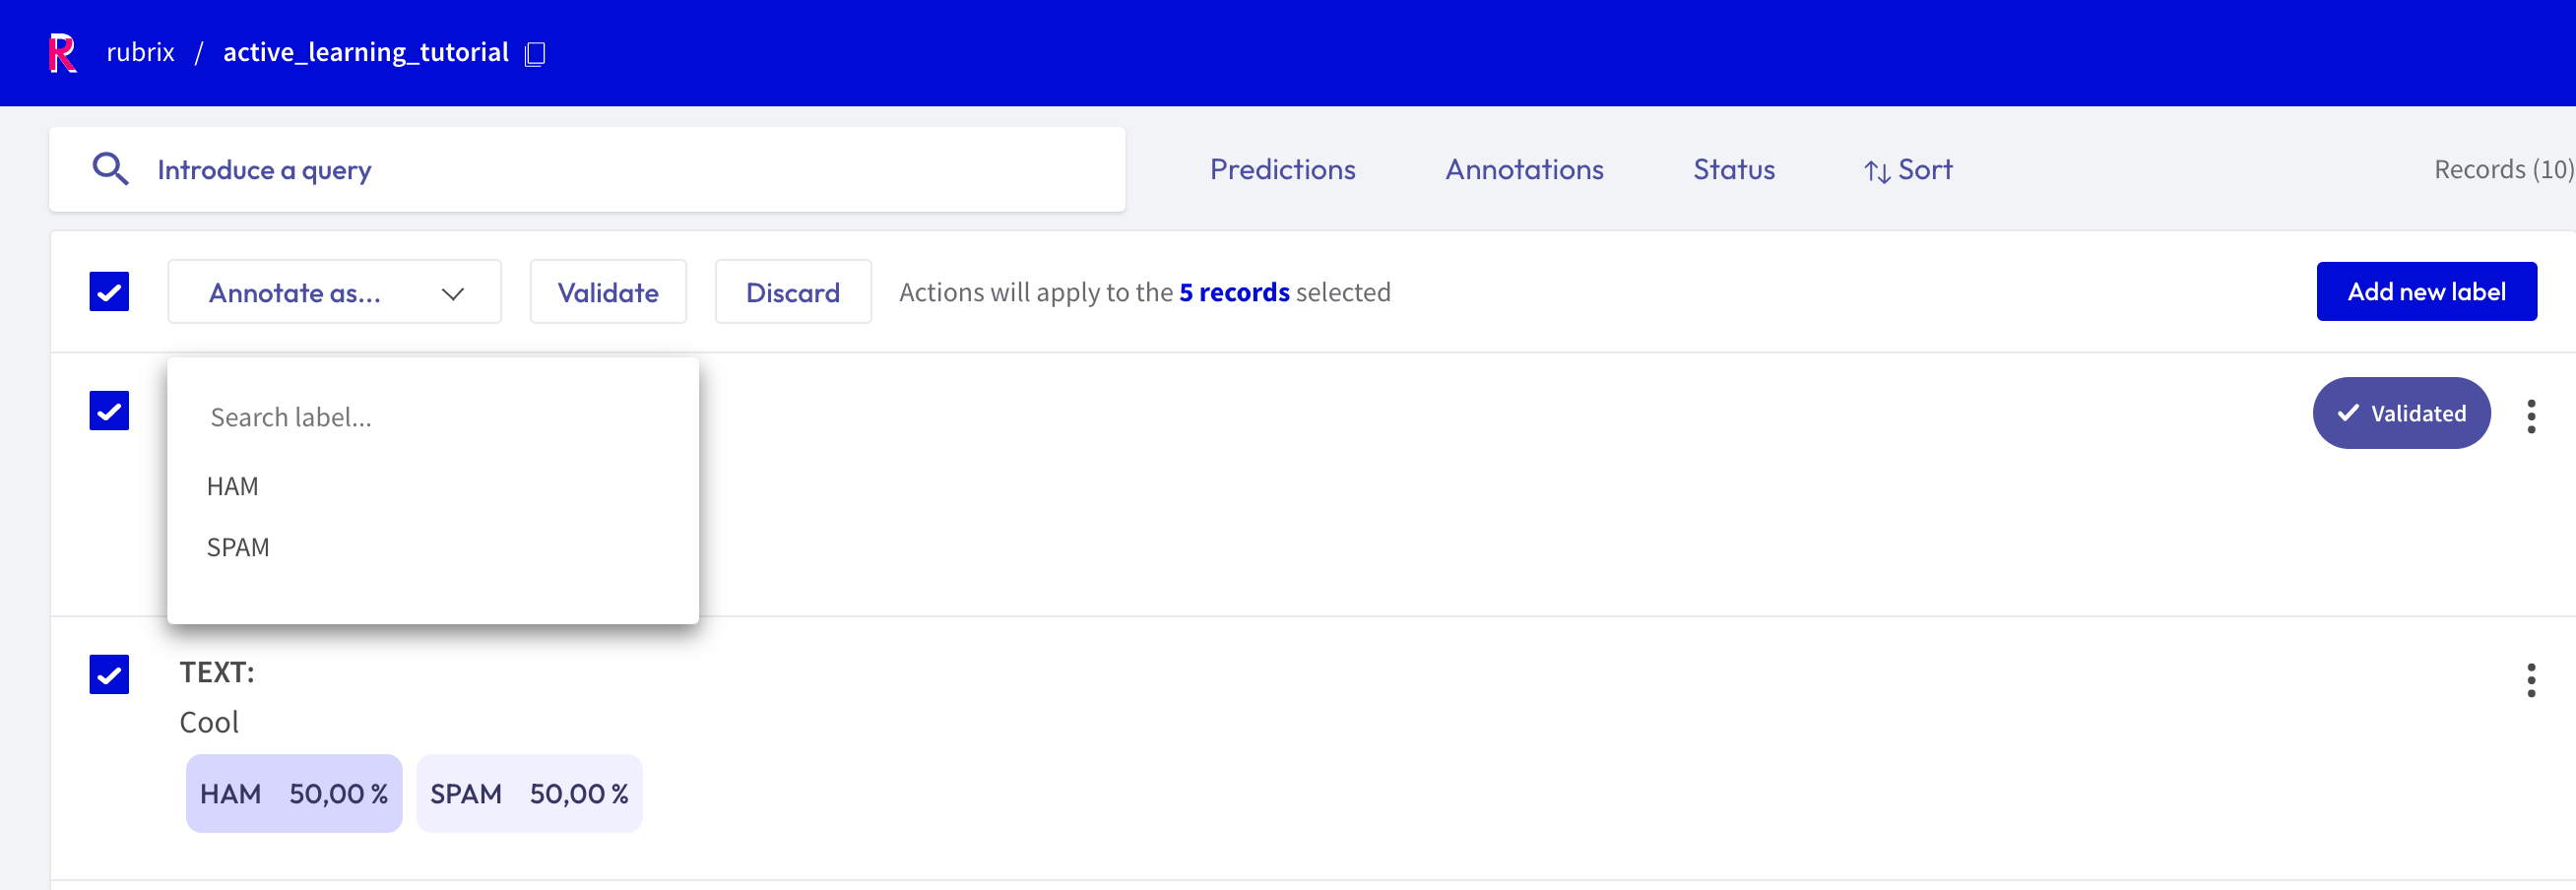 R rubrix / active_learning_tutorial
Introduce a query
Predictions Annotations Status Sort Records (10)
Annotate as... Validate Discard Actions will apply to the 5 records selected Add new label
Search label...
Validated
HAM
SPAM
TEXT:
Cool
HAM 50,00 % SPAM 50,00 %